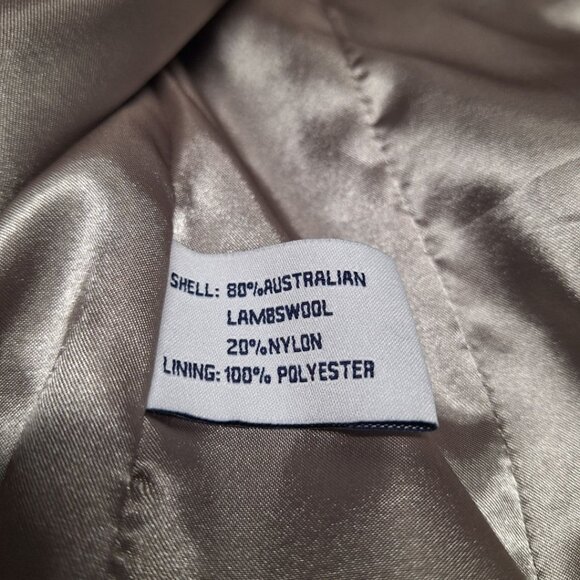 SHELL: 80%AUSTRALIAN
LAMBSWOOL
20%NYLON
LINING: 100% POLYESTER